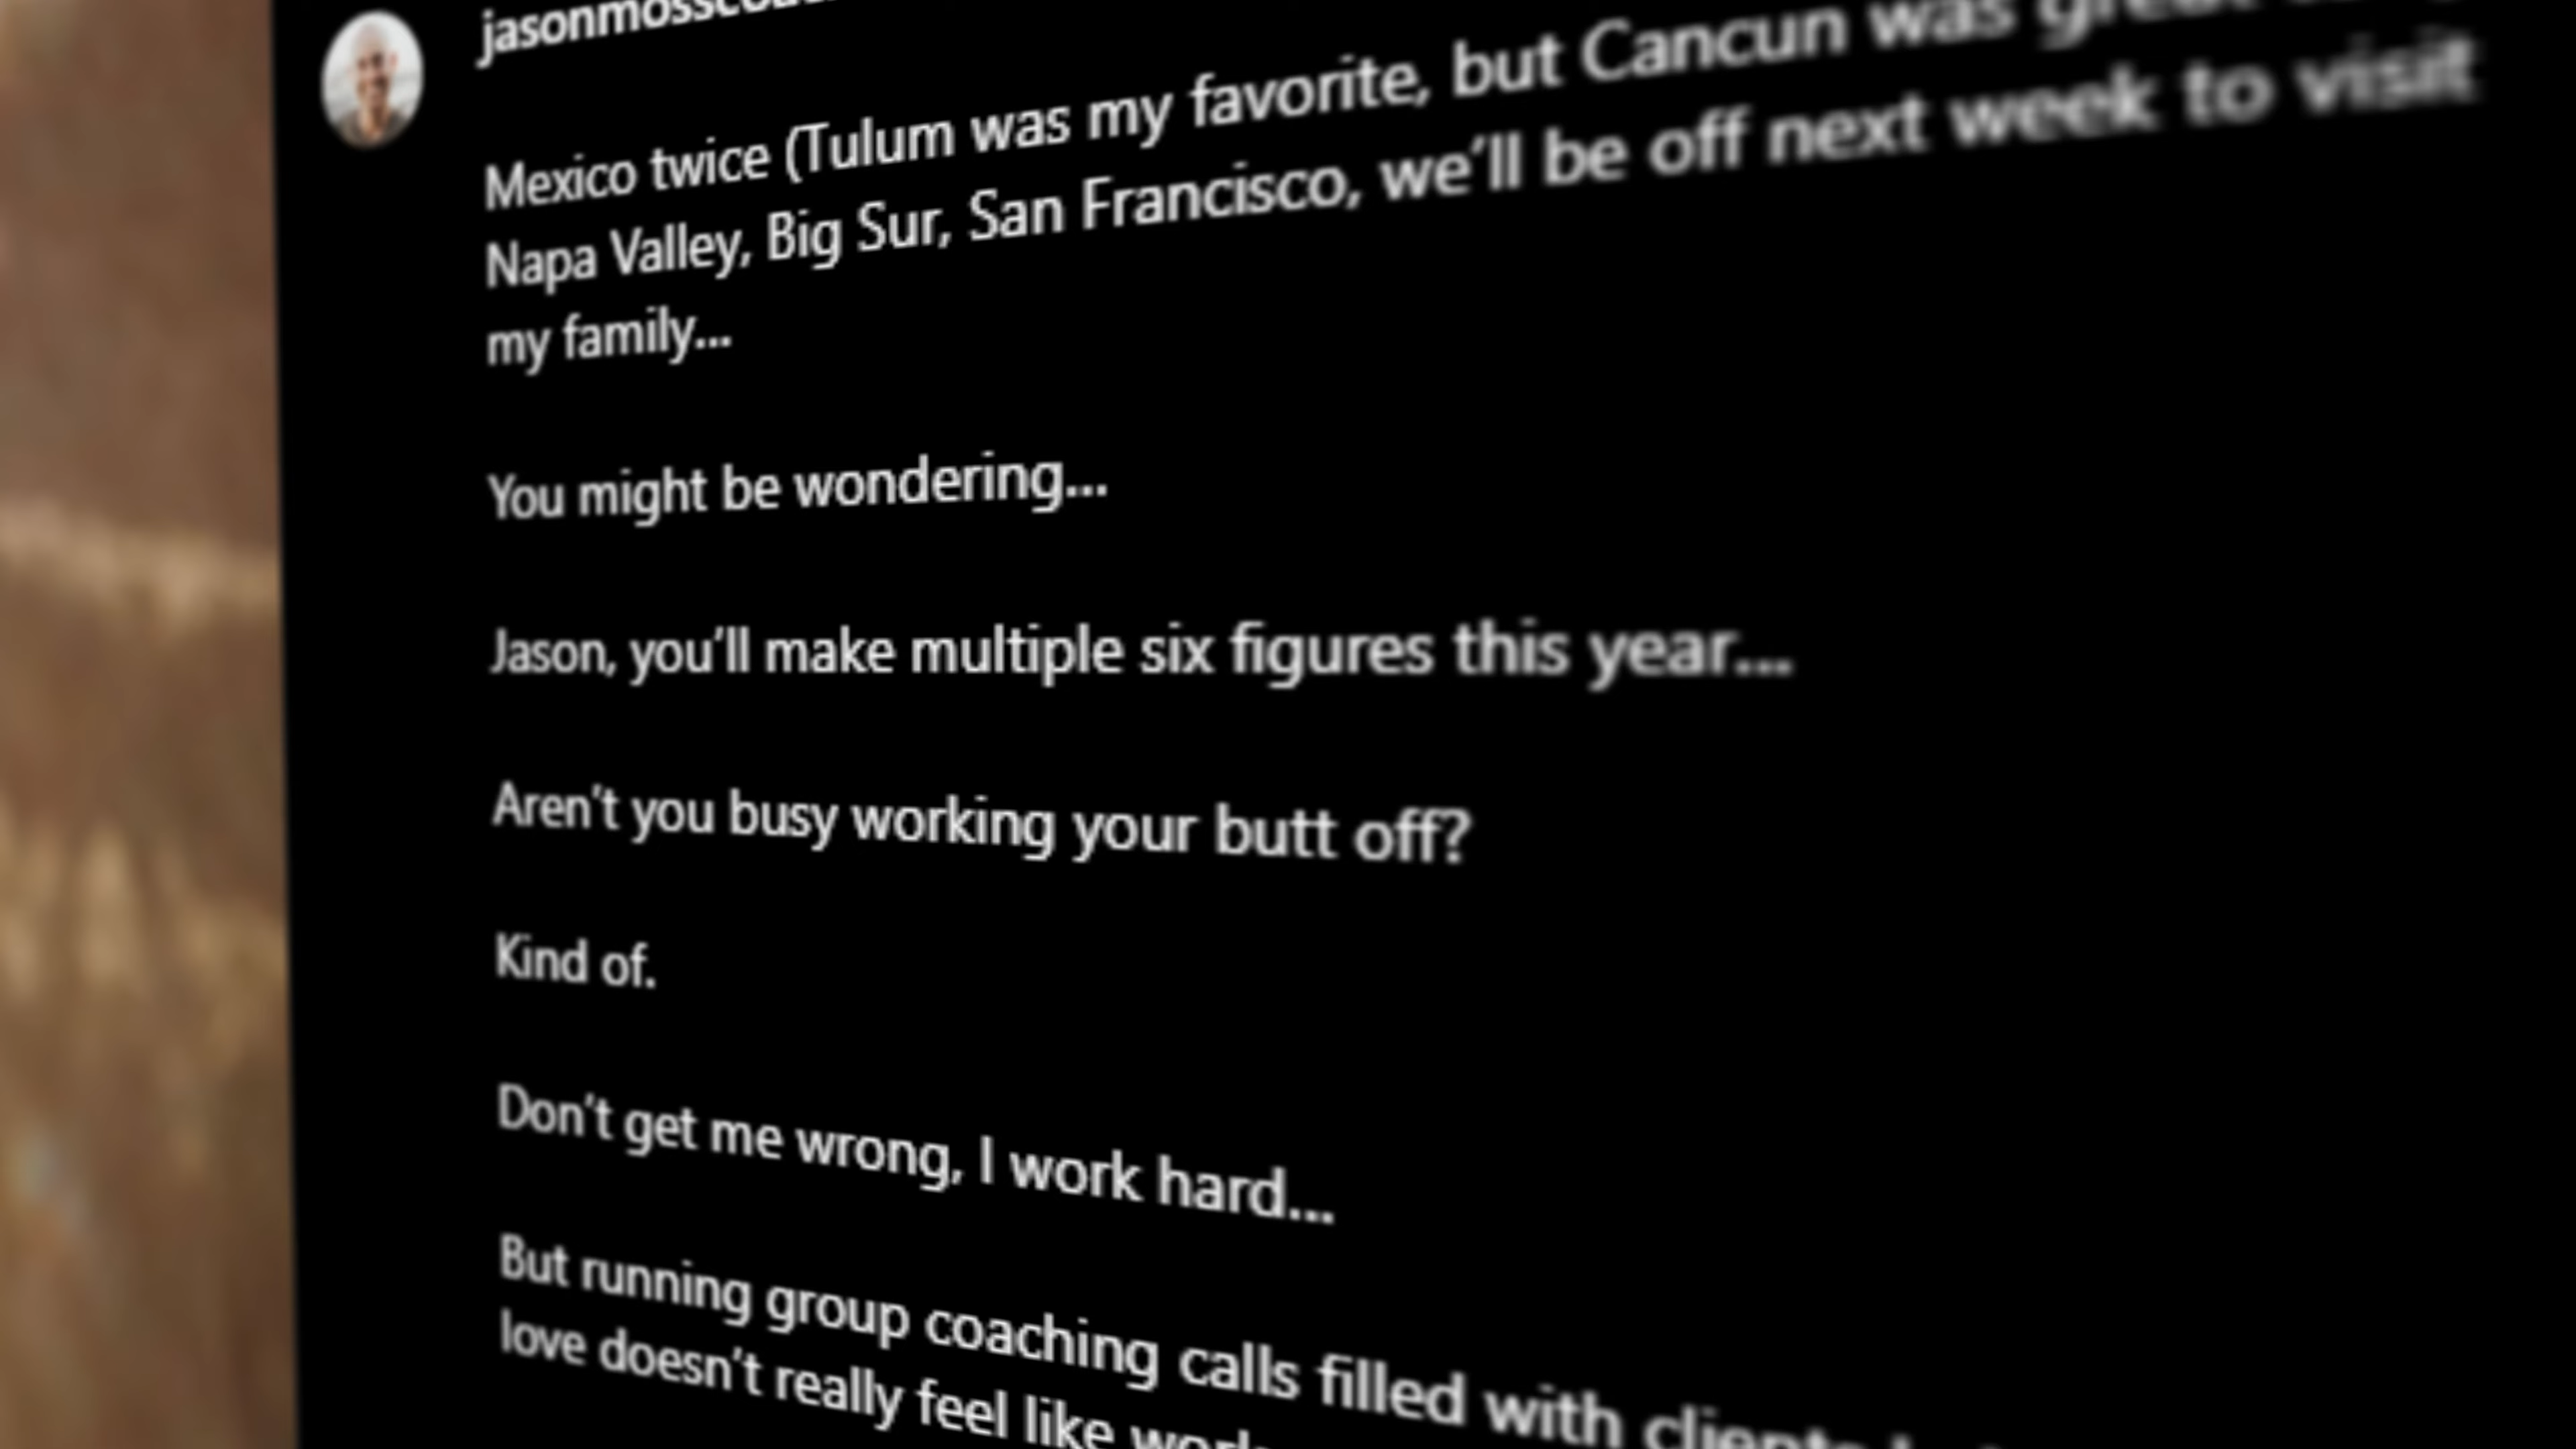 Mexico twice (Tulum was my favorite, but Cancun was great
Napa Valley, Big Sur, San Francisco, we’ll be off next week to visit
my family...
You might be wondering...
Jason, you’ll make multiple six figures this year...
Aren’t you busy working your butt off?
Kind of.
Don’t get me wrong, I work hard...
But running group coaching calls filled with clients
love doesn’t really feel like work